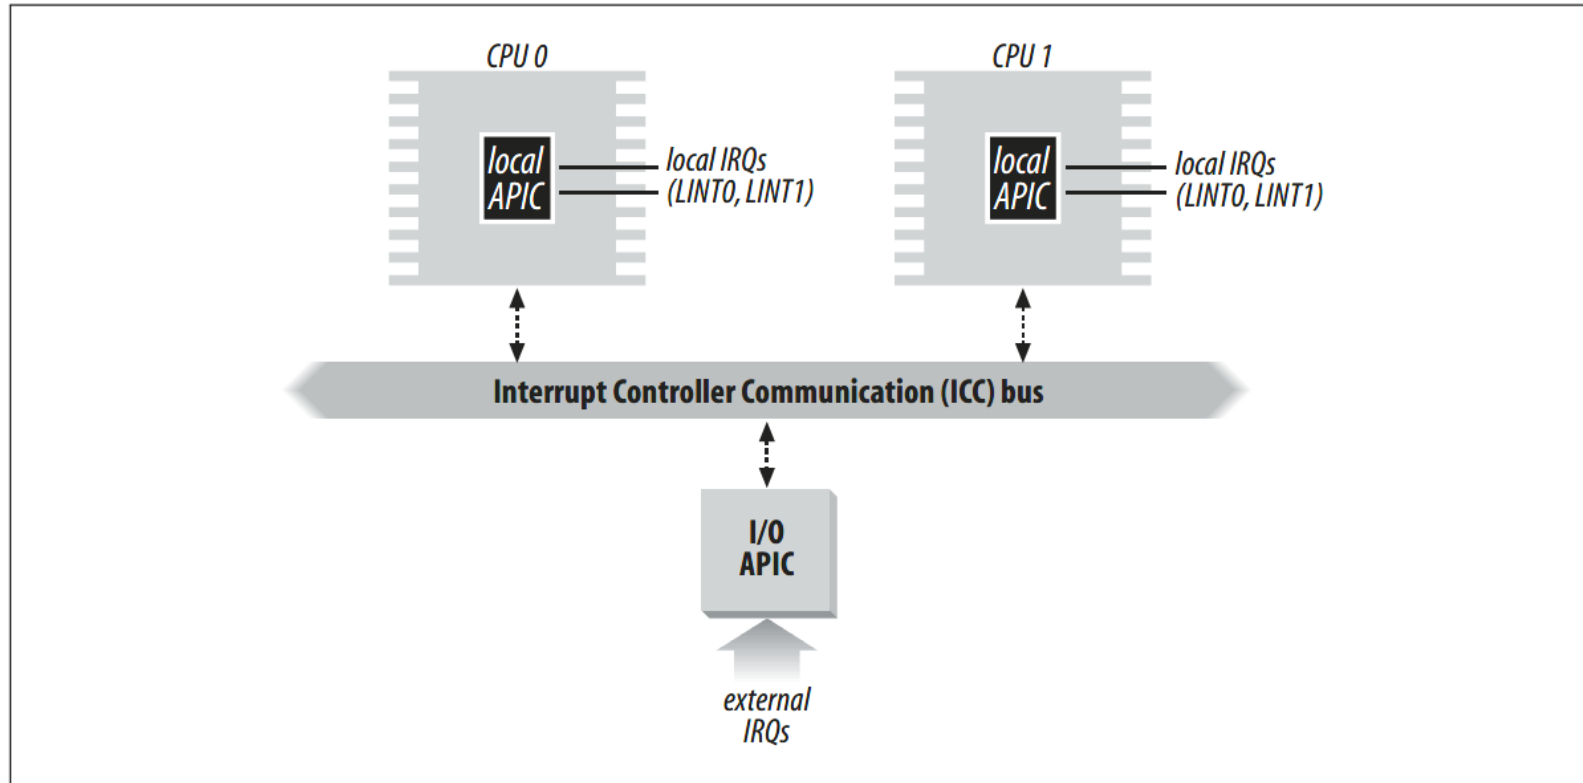 CPU 0
CPU 1
local
APIC
local IRQs
(LINT0, LINT1)
local
APIC
local IRQs
(LINT0, LINT1)
Interrupt Controller Communication (ICC) bus
I/O
APIC
external
IRQs